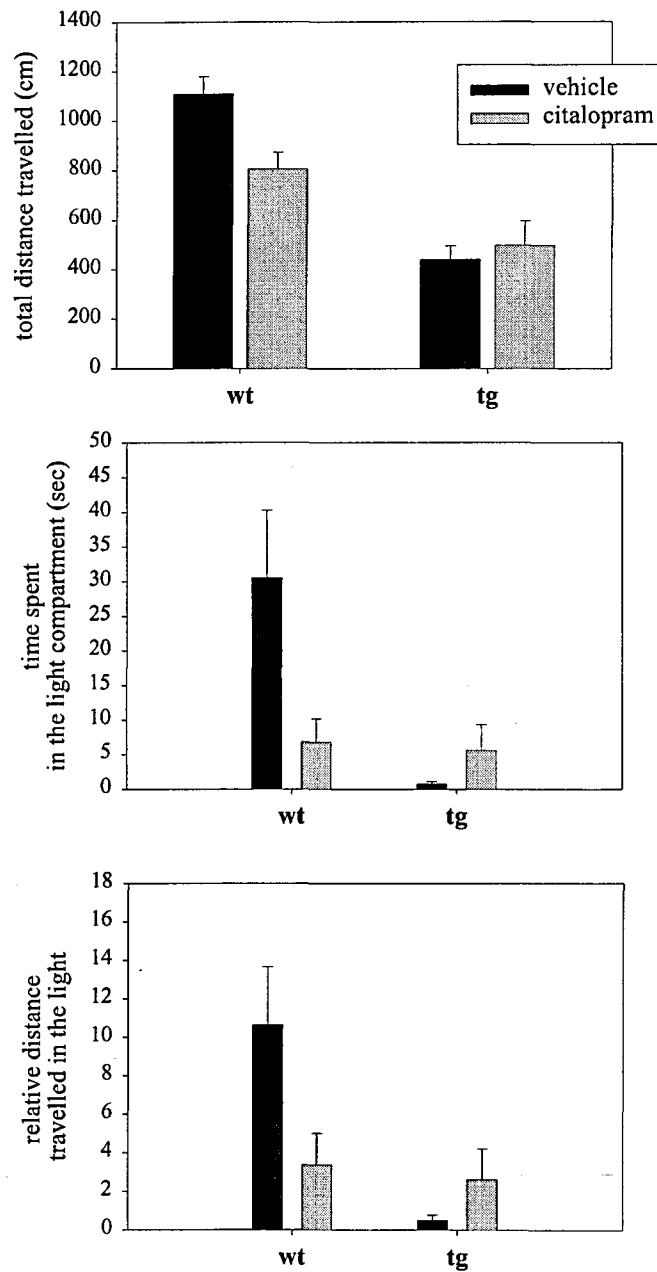 total distance travelled (cm)
1400
1200
1000
800
600
400
200
0
vehicle
citalopram
wt
tg
time spent
in the light compartment (sec)
50
45
40
35
30
25
20
15
10
5
0
wt
tg
relative distance
travelled in the light
18
16
14
12
10
8
6
4
2
0
wt
tg